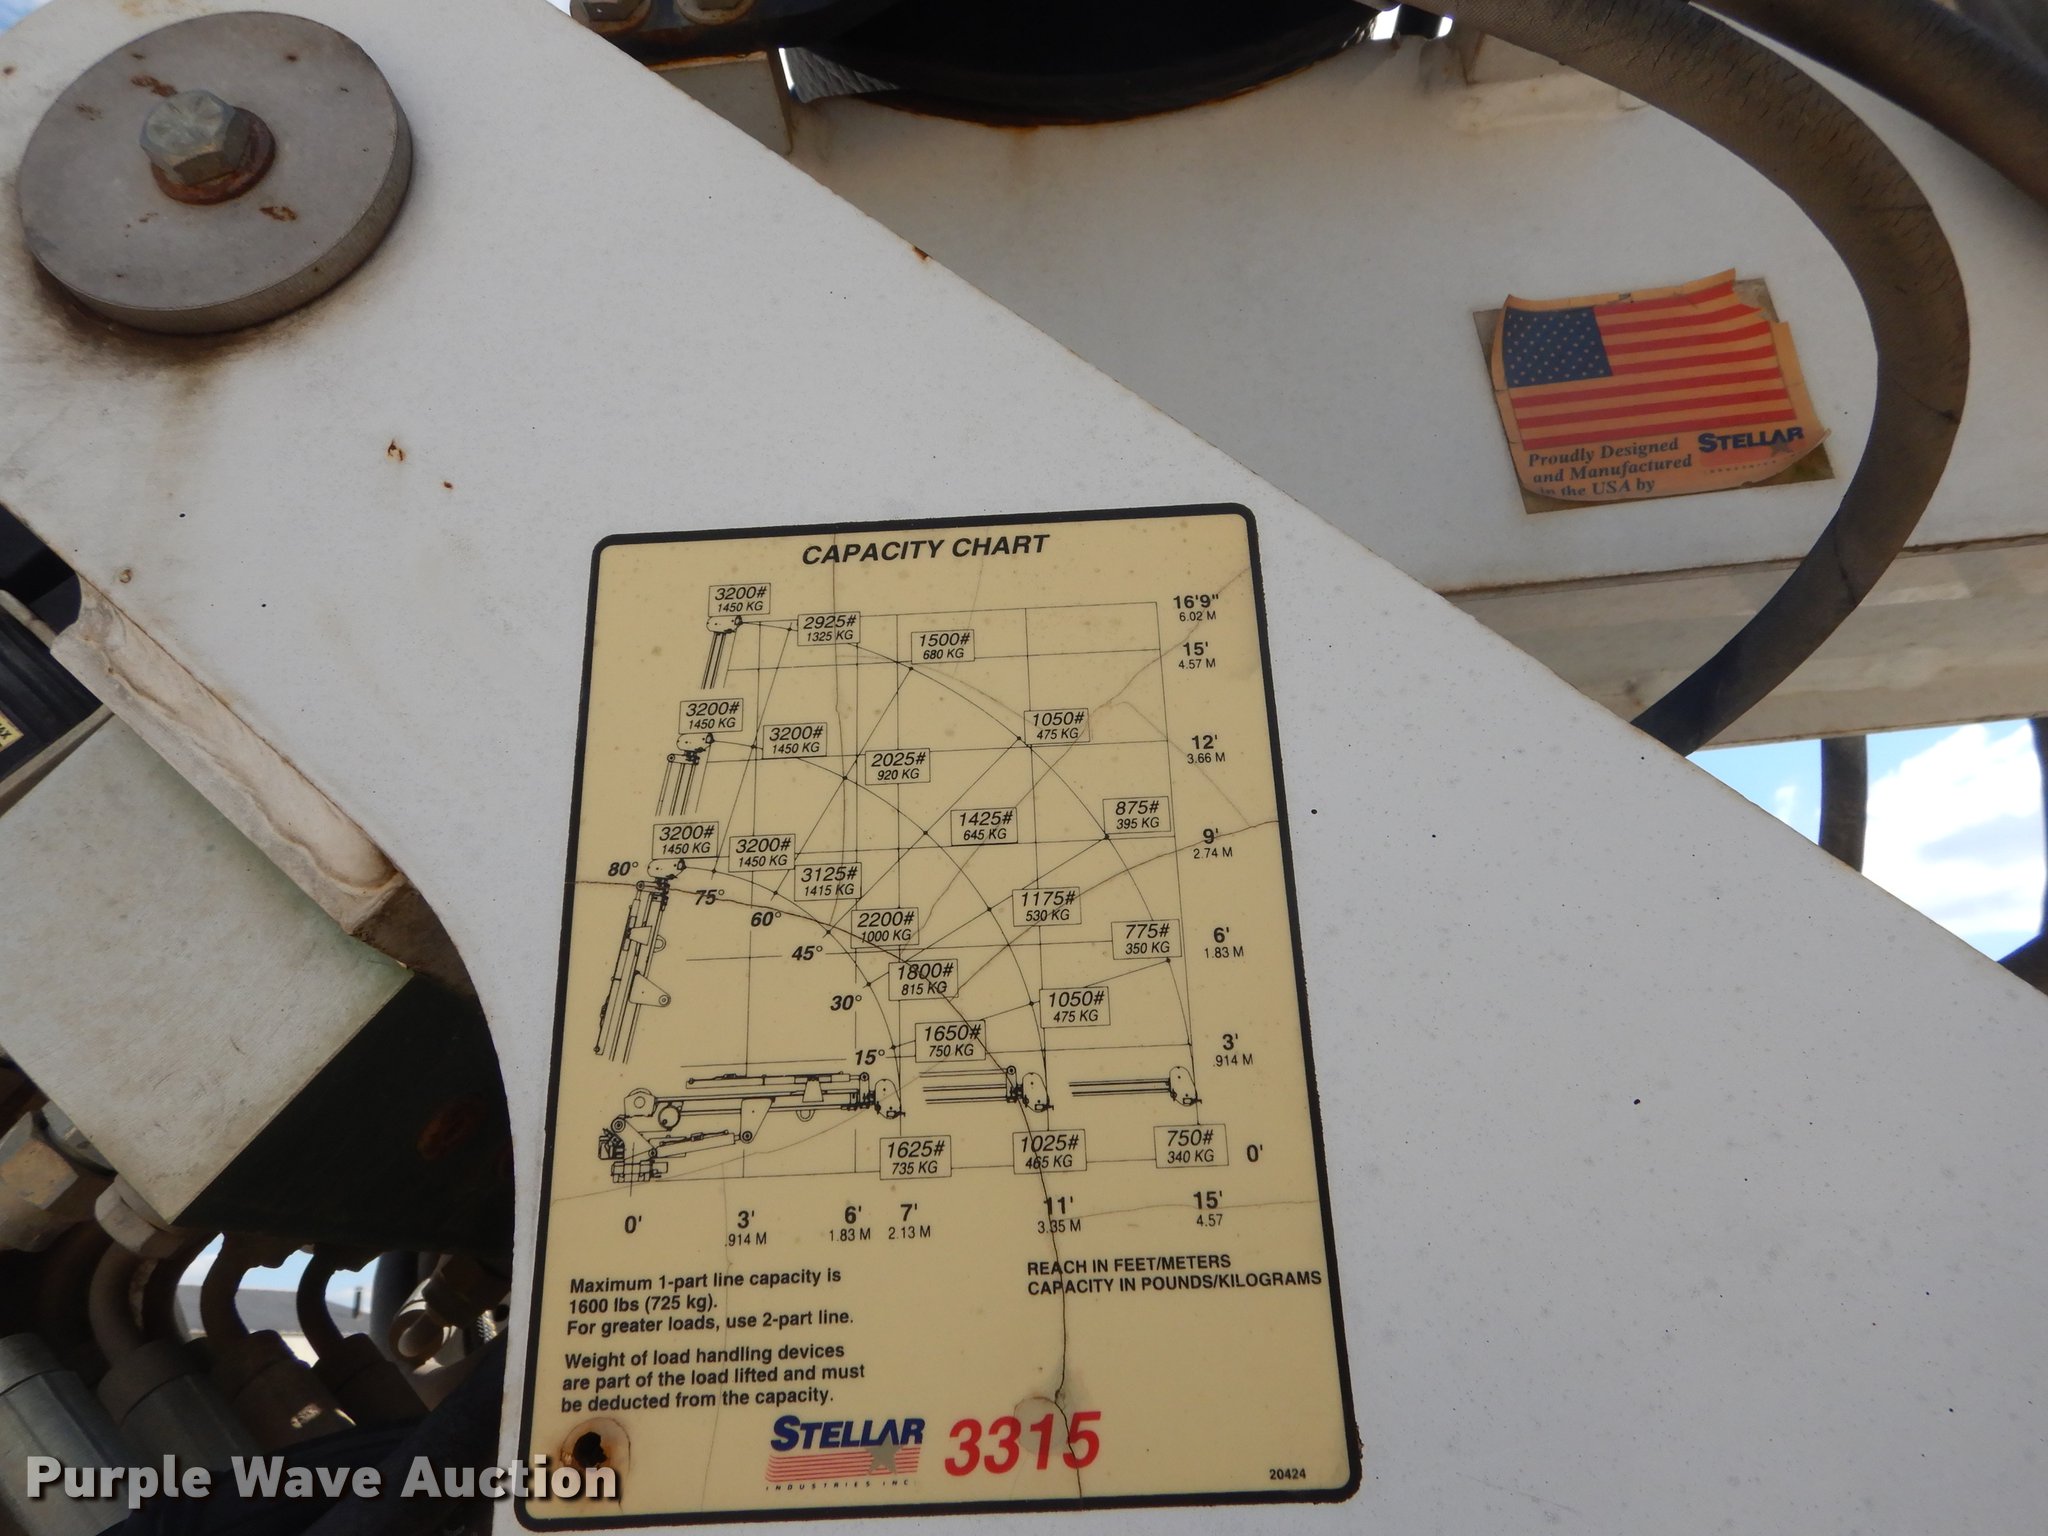 Proudly Designed
and Manufactured
in the USA by
STELLAR
INDUSTRIES
CAPACITY CHART
3200#
1450 KG
2925#
1325 KG
1500#
680 KG
16'9"
6.02 M
15'
4.57 M
3200#
1450 KG
3200#
1450 KG
1050#
475 KG
12'
3.66 M
2025#
920 KG
1425#
645 KG
875#
395 KG
9'
2.74 M
3200#
1450 KG
3200#
1450 KG
3125#
1415 KG
80°
75°
60°
45°
30°
15°
2200#
1000 KG
1175#
530 KG
775#
350 KG
6'
1.83 M
1800#
815 KG
1050#
475 KG
1650#
750 KG
3'
.914 M
1625#
735 KG
1025#
465 KG
750#
340 KG
0'
0'
3'
.914 M
6'
1.83 M
7'
2.13 M
11'
3.35 M
15'
4.57
REACH IN FEET/METERS
CAPACITY IN POUNDS/KILOGRAMS
Maximum 1-part line capacity is
1600 lbs (725 kg).
For greater loads, use 2-part line.
Weight of load handling devices
are part of the load lifted and must
be deducted from the capacity.
STELLAR 3315
INDUSTRIES INC.
20424
Purple Wave Auction